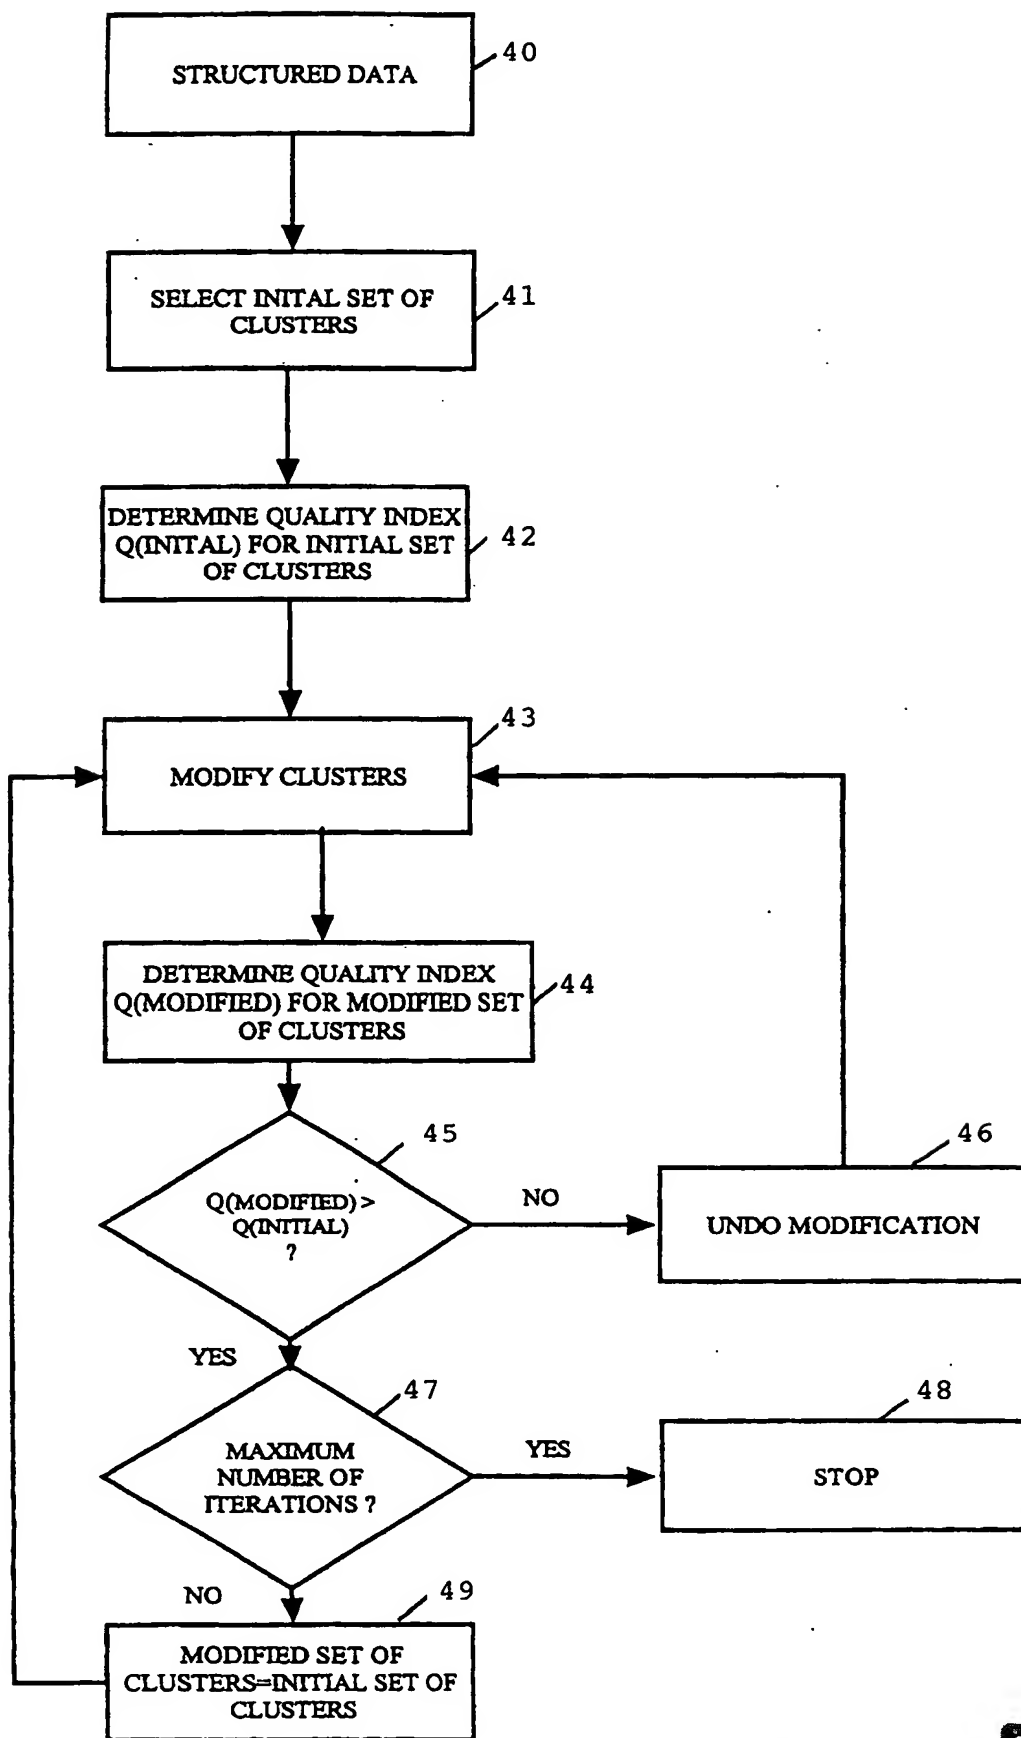 STRUCTURED DATA
40
SELECT INITAL SET OF
CLUSTERS
41
DETERMINE QUALITY INDEX
Q(INITAL) FOR INITIAL SET
OF CLUSTERS
42
43
MODIFY CLUSTERS
DETERMINE QUALITY INDEX
Q(MODIFIED) FOR MODIFIED SET
OF CLUSTERS
44
45
Q(MODIFIED) >
Q(INITIAL)
?
NO
46
UNDO MODIFICATION
YES
47
MAXIMUM
NUMBER OF
ITERATIONS ?
YES
48
STOP
NO
49
MODIFIED SET OF
CLUSTERS=INITIAL SET OF
CLUSTERS